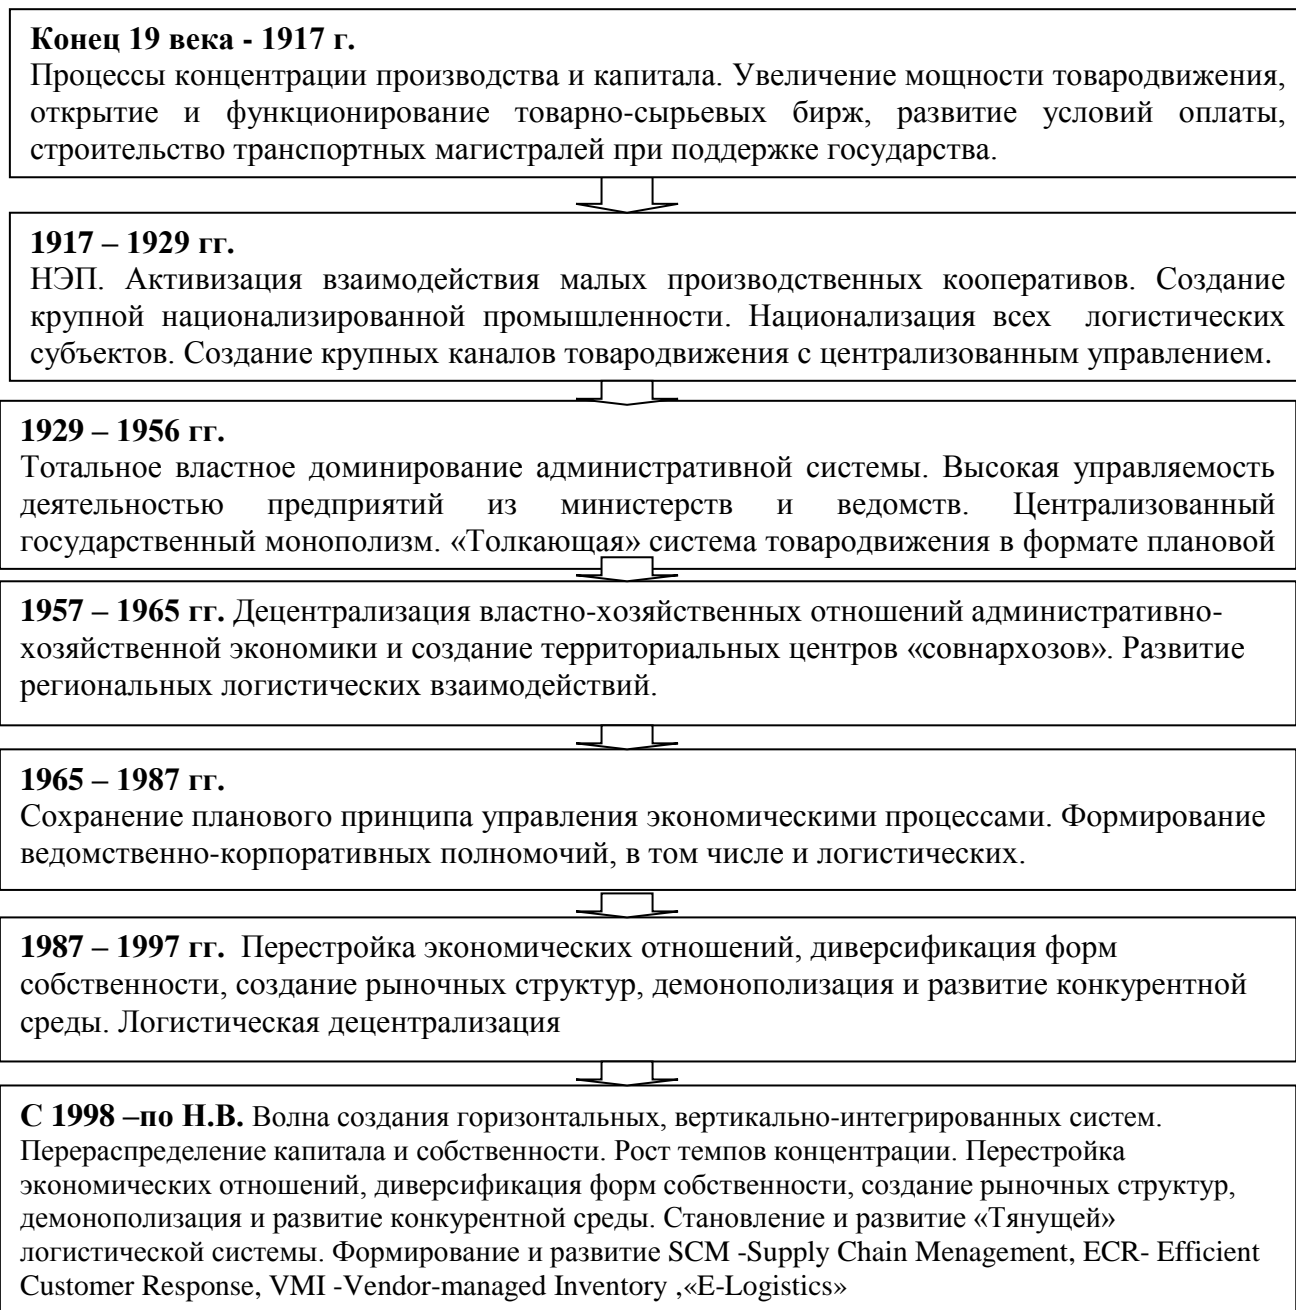 Конец 19 века - 1917 г.
Процессы концентрации производства и капитала. Увеличение мощности товародвижения,
открытие и функционирование товарно-сырьевых бирж, развитие условий оплаты,
строительство транспортных магистралей при поддержке государства.
1917 – 1929 гг.
НЭП. Активизация взаимодействия малых производственных кооперативов. Создание
крупной национализированной промышленности. Национализация всех логистических
субъектов. Создание крупных каналов товародвижения с централизованным управлением.
1929 – 1956 гг.
Тотальное властное доминирование административной системы. Высокая управляемость
деятельностью предприятий из министерств и ведомств. Централизованный
государственный монополизм. «Толкающая» система товародвижения в формате плановой
1957 – 1965 гг. Децентрализация властно-хозяйственных отношений административно-
хозяйственной экономики и создание территориальных центров «совнархозов». Развитие
региональных логистических взаимодействий.
1965 – 1987 гг.
Сохранение планового принципа управления экономическими процессами. Формирование
ведомственно-корпоративных полномочий, в том числе и логистических.
1987 – 1997 гг. Перестройка экономических отношений, диверсификация форм
собственности, создание рыночных структур, демонополизация и развитие конкурентной
среды. Логистическая децентрализация
С 1998 –по Н.В. Волна создания горизонтальных, вертикально-интегрированных систем.
Перераспределение капитала и собственности. Рост темпов концентрации. Перестройка
экономических отношений, диверсификация форм собственности, создание рыночных структур,
демонополизация и развитие конкурентной среды. Становление и развитие «Тянущей»
логистической системы. Формирование и развитие SCM -Supply Chain Menagement, ECR- Efficient
Customer Response, VMI -Vendor-managed Inventory ,«E-Logistics»